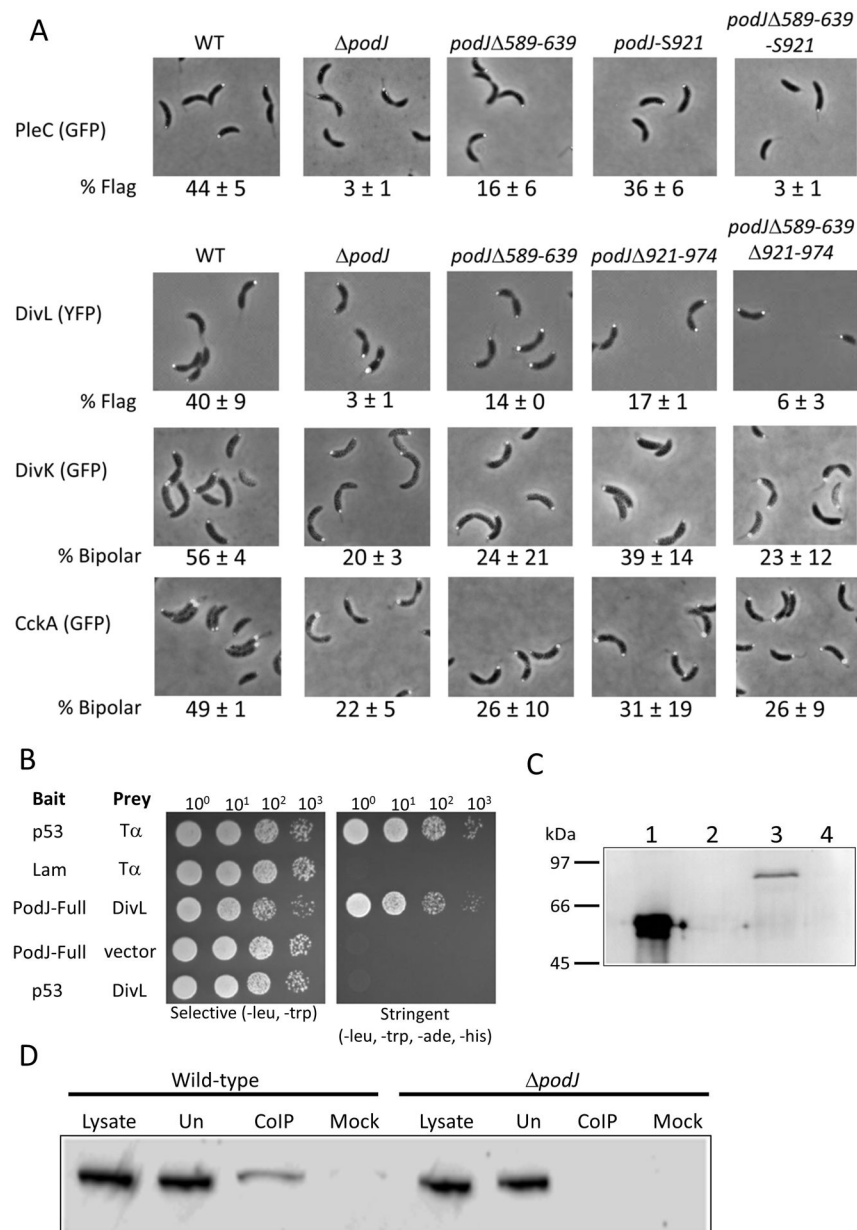 A
WT ΔpodJ podJΔ589-639 podJ-S921 podJΔ589-639
-S921
PleC (GFP)
% Flag 44 ± 5 3 ± 1 16 ± 6 36 ± 6 3 ± 1
WT ΔpodJ podJΔ589-639 podJΔ921-974 podJΔ589-639
Δ921-974
DivL (YFP)
% Flag 40 ± 9 3 ± 1 14 ± 0 17 ± 1 6 ± 3
DivK (GFP)
% Bipolar 56 ± 4 20 ± 3 24 ± 21 39 ± 14 23 ± 12
CckA (GFP)
% Bipolar 49 ± 1 22 ± 5 26 ± 10 31 ± 19 26 ± 9
B
Bait Prey 10⁰ 10¹ 10² 10³ 10⁰ 10¹ 10² 10³
p53 Tα
Lam Tα
PodJ-Full DivL
PodJ-Full vector
p53 DivL
Selective (-leu, -trp) Stringent
(-leu, -trp, -ade, -his)
C
kDa 1 2 3 4
97
66
45
D
Wild-type ΔpodJ
Lysate Un CoIP Mock Lysate Un CoIP Mock